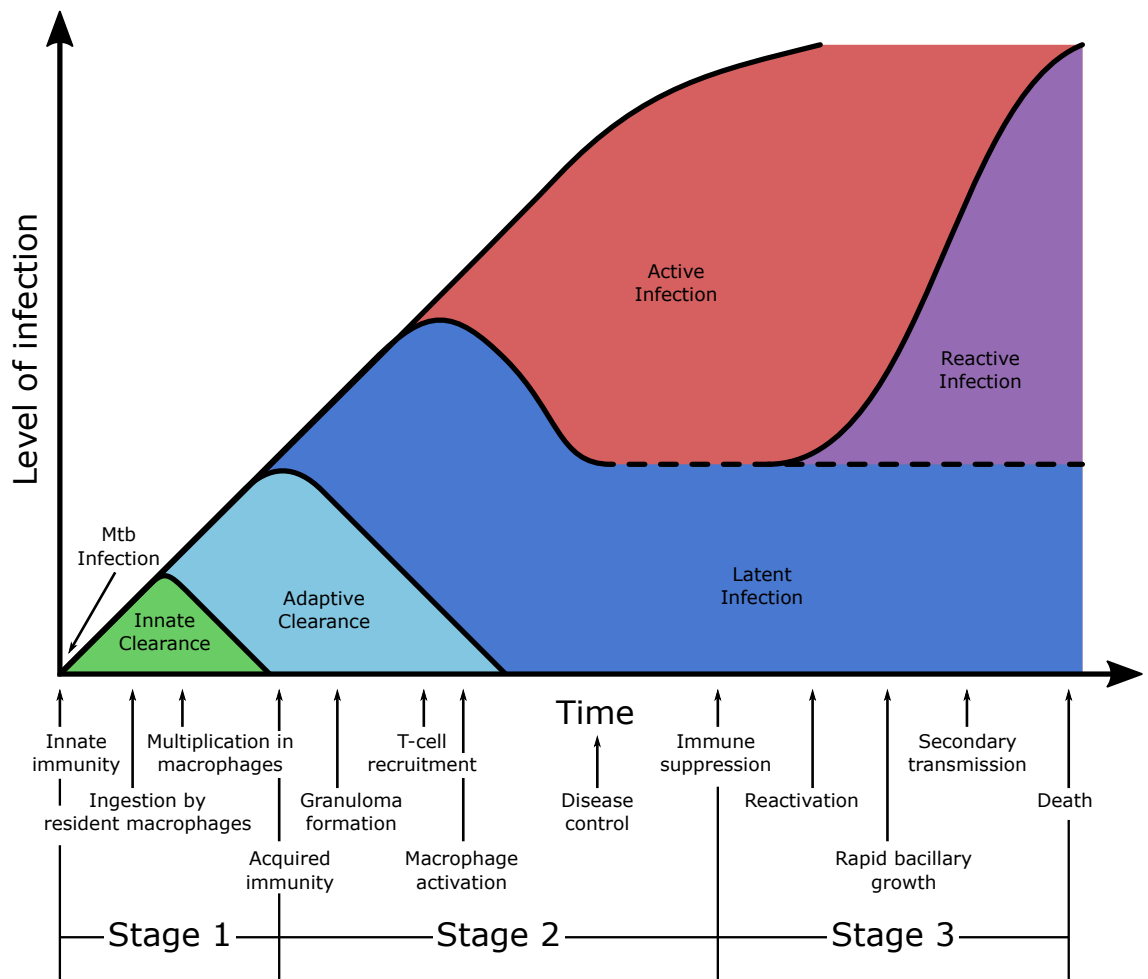 Level of infection
Active
Infection
Reactive
Infection
Mtb
Infection
Latent
Infection
Adaptive
Clearance
Innate
Clearance
Time
Innate
immunity
Multiplication in
macrophages
T-cell
recruitment
Immune
suppression
Secondary
transmission
Ingestion by
resident macrophages
Granuloma
formation
Disease
control
Reactivation
Death
Acquired
immunity
Macrophage
activation
Rapid bacillary
growth
Stage 1
Stage 2
Stage 3